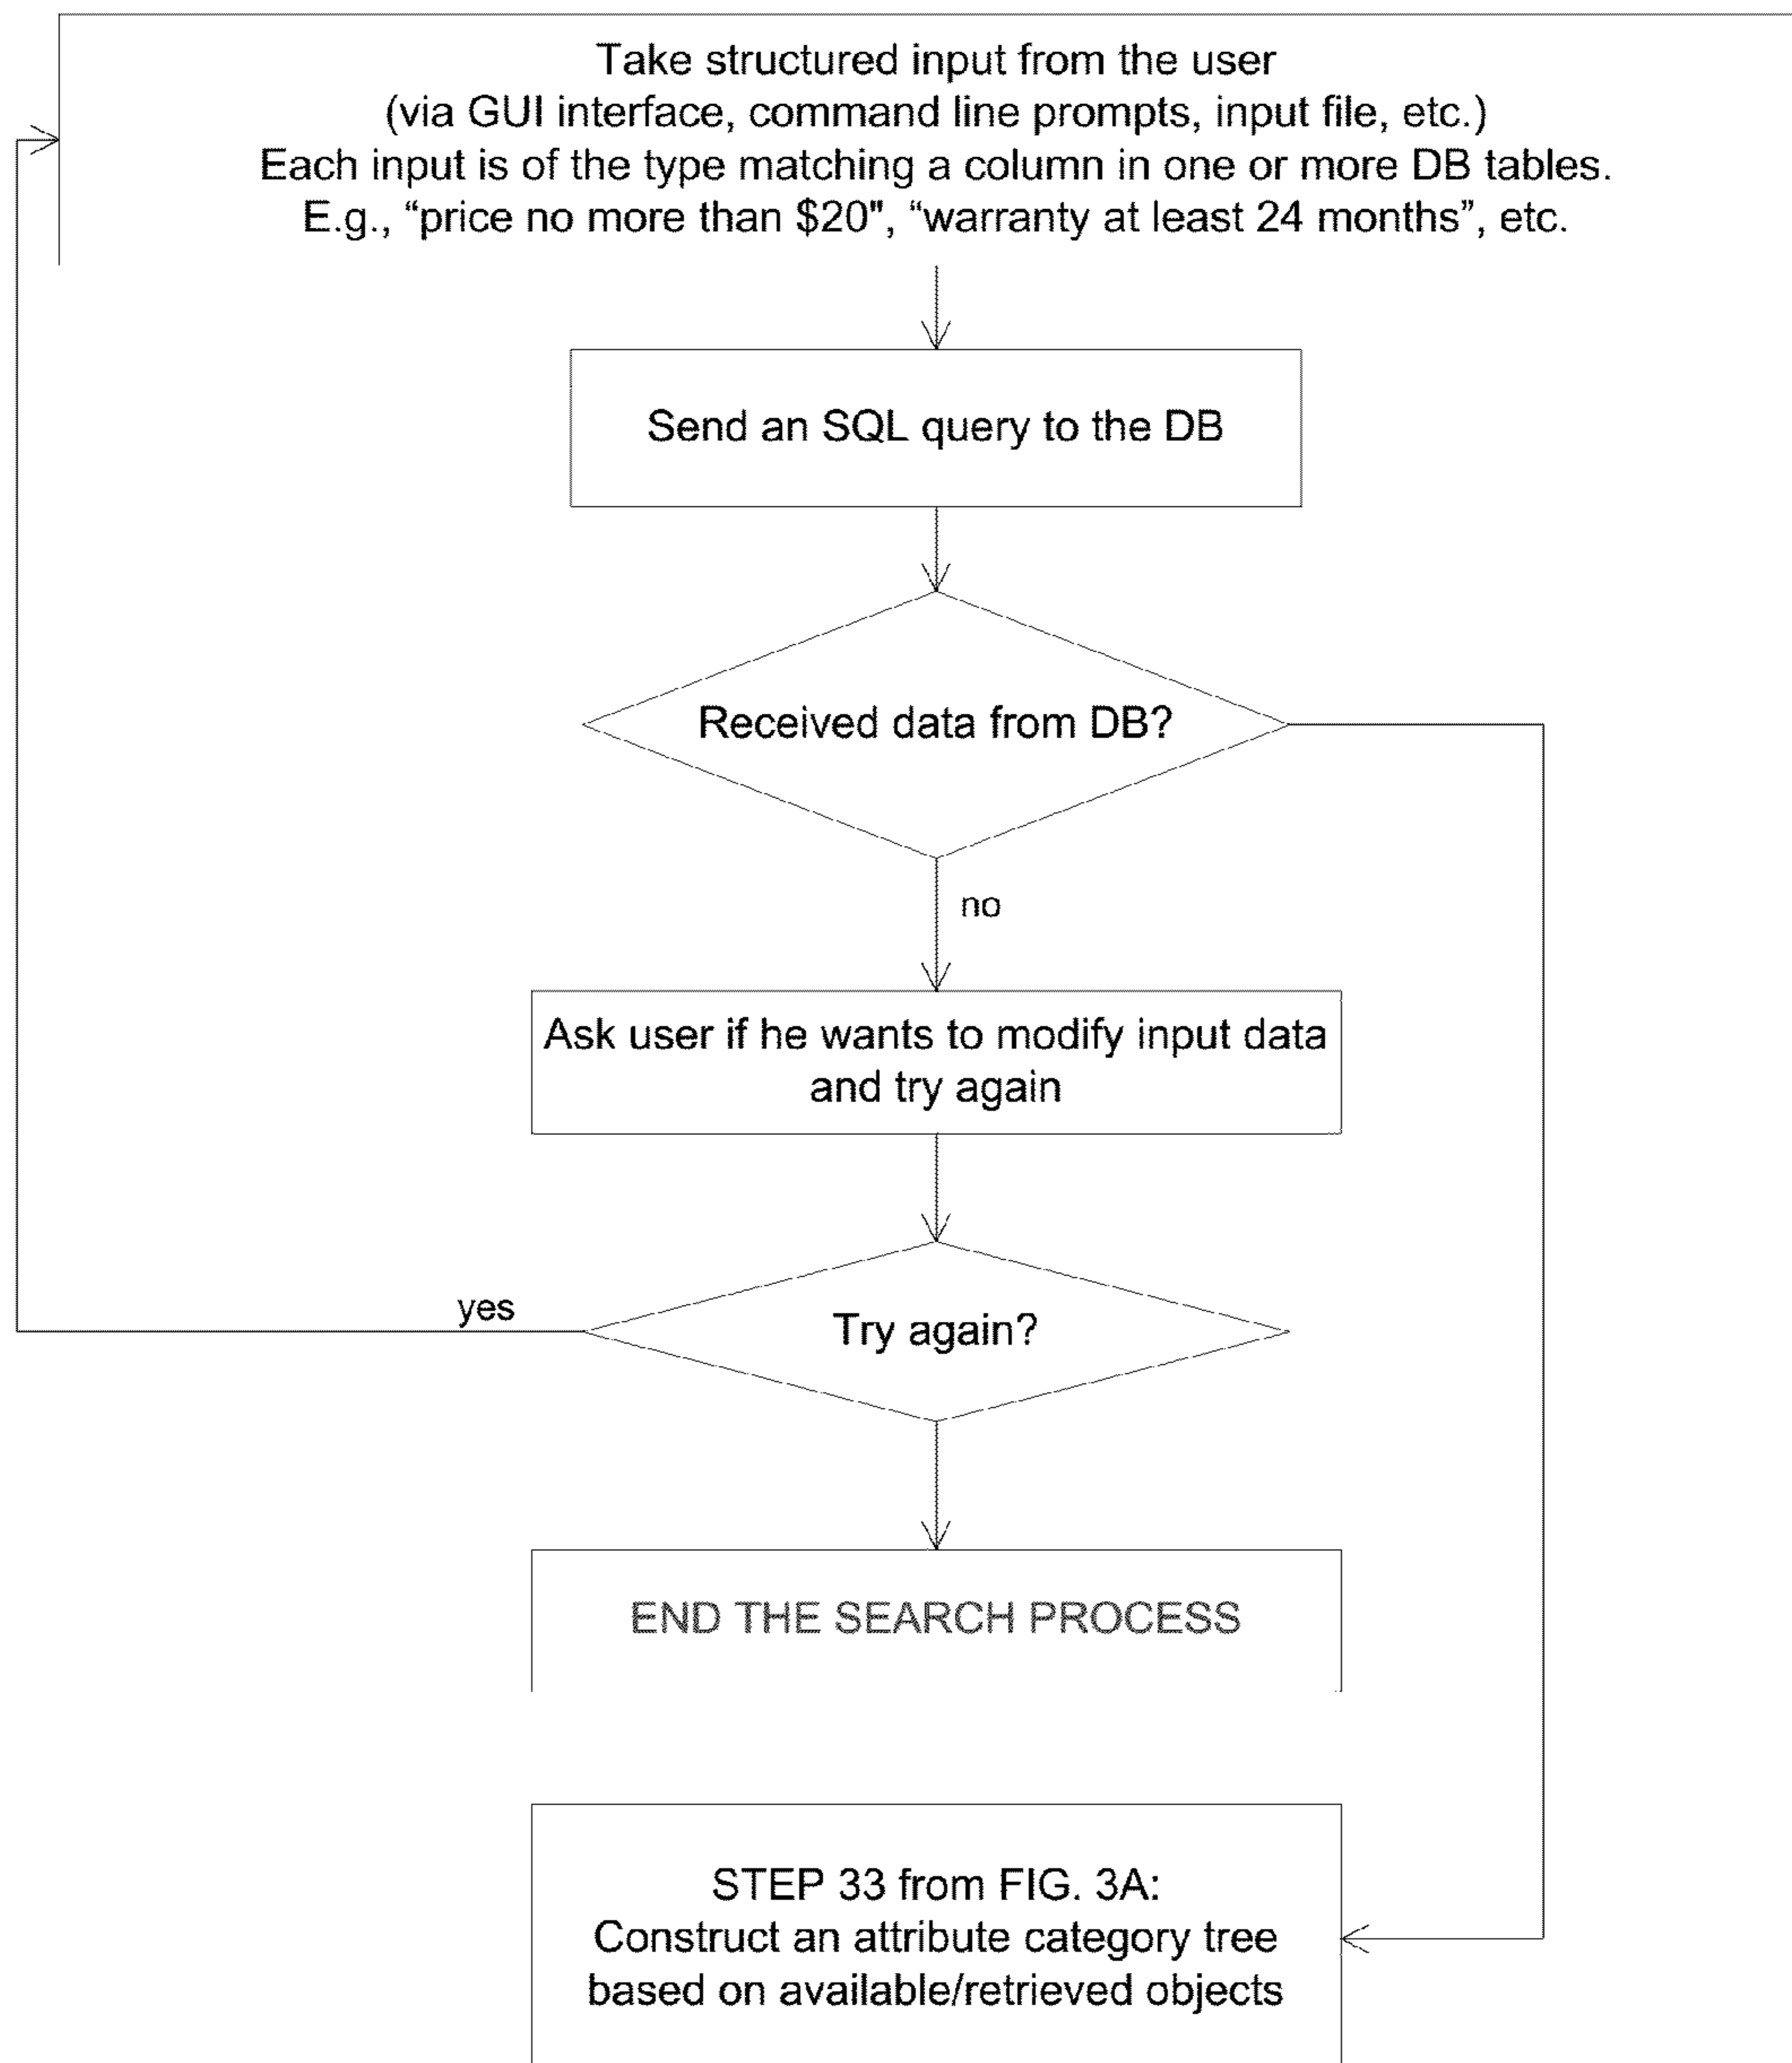 Take structured input from the user
(via GUI interface, command line prompts, input file, etc.)
Each input is of the type matching a column in one or more DB tables.
E.g., “price no more than $20", “warranty at least 24 months”, etc.
Send an SQL query to the DB
Received data from DB?
no
Ask user if he wants to modify input data
and try again
yes
Try again?
END THE SEARCH PROCESS
STEP 33 from FIG. 3A:
Construct an attribute category tree
based on available/retrieved objects